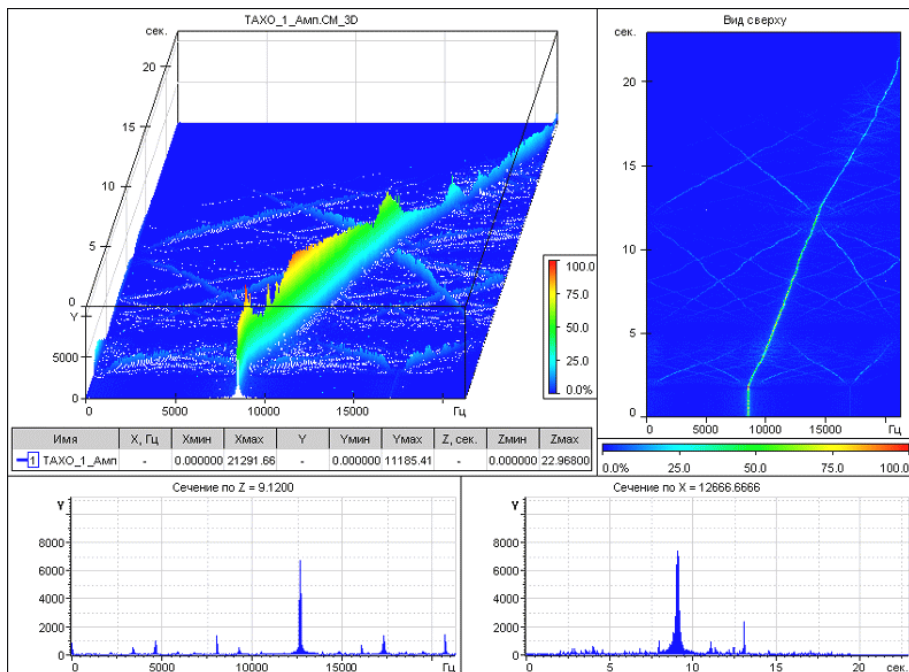 ТАХО_1_Амп.СМ_3D
сек.
20
15
10
5
0
Y
5000
0
0 5000 10000 15000 Гц
100.0
75.0
50.0
25.0
0.0%
Имя X, Гц Xмин Xмах Y Yмин Yмах Z, сек. Zмин Zмах
1 ТАХО_1_Амп - 0.000000 21291.66 - 0.000000 11185.41 - 0.000000 22.96800
Вид сверху
сек.
20
15
10
5
0
0 5000 10000 15000 Гц
0.0% 25.0 50.0 75.0 100.0
Сечение по Z = 9.1200
Y
8000
6000
4000
2000
0
0 5000 10000 15000 Гц
Сечение по X = 12666.6666
Y
8000
6000
4000
2000
0
0 5 10 15 20 сек.